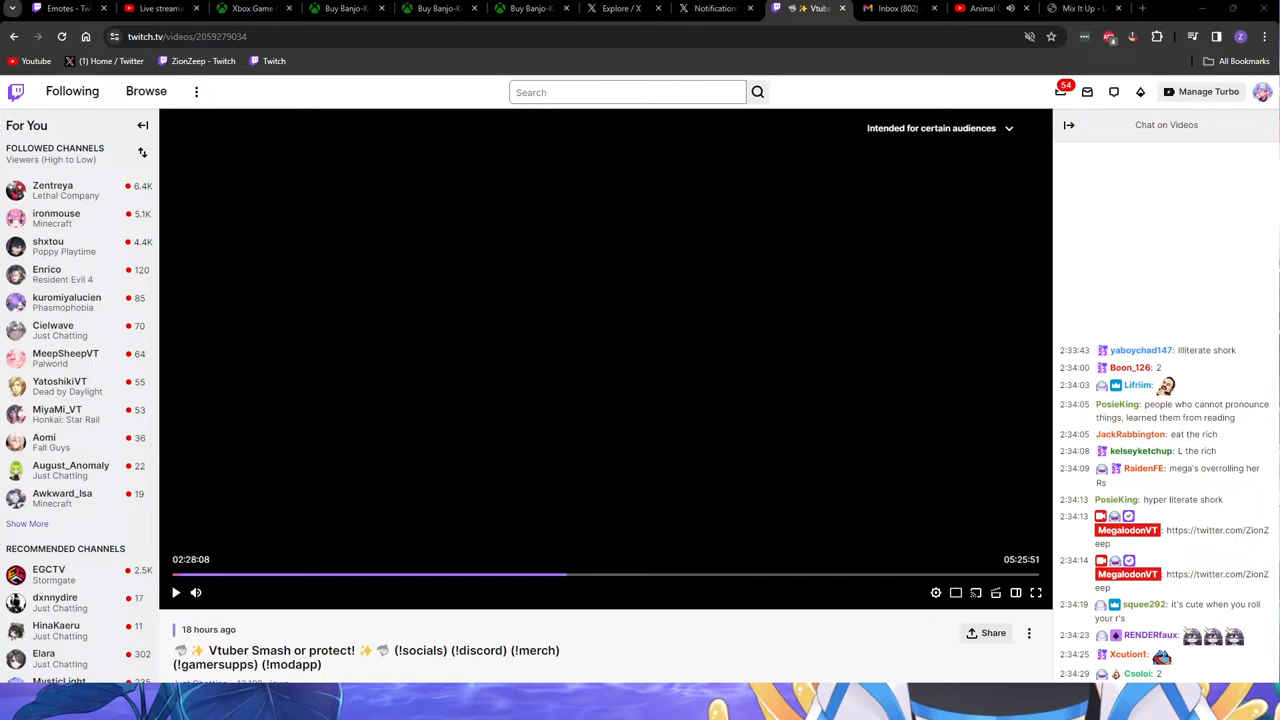 Emotes - Tw
Live stream
Xbox Game
Buy Banjo-K
Buy Banjo-K
Buy Banjo-K
Explore / X
Notification
Vtube
Inbox (802)
Animal C
Mix It Up - L
twitch.tv/videos/2059279034
4
Z
YouTube
(1) Home / Twitter
ZionZeep - Twitch
Twitch
All Bookmarks
Following
Browse
Search
54
Manage Turbo
For You
FOLLOWED CHANNELS
Viewers (High to Low)
Zentreya 6.4K
Lethal Company
ironmouse 5.1K
Minecraft
shxtou 4.4K
Poppy Playtime
Enrico 120
Resident Evil 4
kuromiyalucien 85
Phasmophobia
Cielwave 70
Just Chatting
MeepSheepVT 64
Palworld
YatoshikiVT 55
Dead by Daylight
MiyaMi_VT 53
Honkai: Star Rail
Aomi 36
Fall Guys
August_Anomaly 22
Just Chatting
Awkward_Isa 19
Minecraft
Show More
RECOMMENDED CHANNELS
EGCTV 2.5K
Stormgate
dxnnydire 17
Just Chatting
HinaKaeru 11
Just Chatting
Elara 302
Just Chatting
MysticLight 235
Intended for certain audiences
02:28:08
05:25:51
18 hours ago
Share
Vtuber Smash or protect! (!socials) (!discord) (!merch)
(!gamersupps) (!modapp)
Chat on Videos
2:33:43 yaboychad147: Illiterate shork
2:34:00 Boon_126: 2
2:34:03 Lifriim:
2:34:05 PosieKing: people who cannot pronounce
things, learned them from reading
2:34:05 JackRabbington: eat the rich
2:34:08 kelseyketchup: L the rich
2:34:09 RaidenFE: mega's overrolling her
Rs
2:34:13 PosieKing: hyper literate shork
2:34:13
MegalodonVT : https://twitter.com/ZionZ
eep
2:34:14
MegalodonVT : https://twitter.com/ZionZ
eep
2:34:19 squee292: it's cute when you roll
your r's
2:34:23 RENDERfaux:
2:34:25 Xcution1:
2:34:29 Csoloi: 2